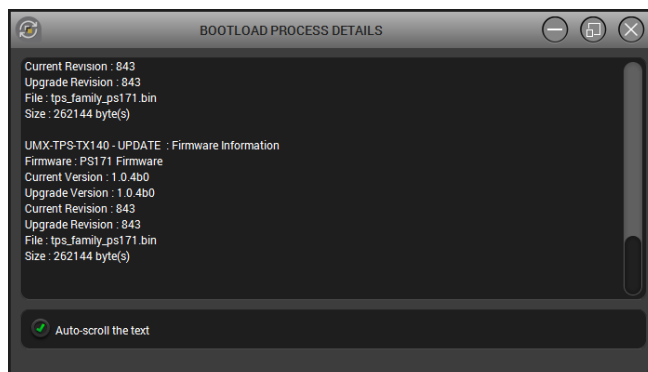 BOOTLOAD PROCESS DETAILS
Current Revision : 843
Upgrade Revision : 843
File : tps_family_ps171.bin
Size : 262144 byte(s)
UMX-TPS-TX140 - UPDATE : Firmware Information
Firmware : PS171 Firmware
Current Version : 1.0.4b0
Upgrade Version : 1.0.4b0
Current Revision : 843
Upgrade Revision : 843
File : tps_family_ps171.bin
Size : 262144 byte(s)
Auto-scroll the text